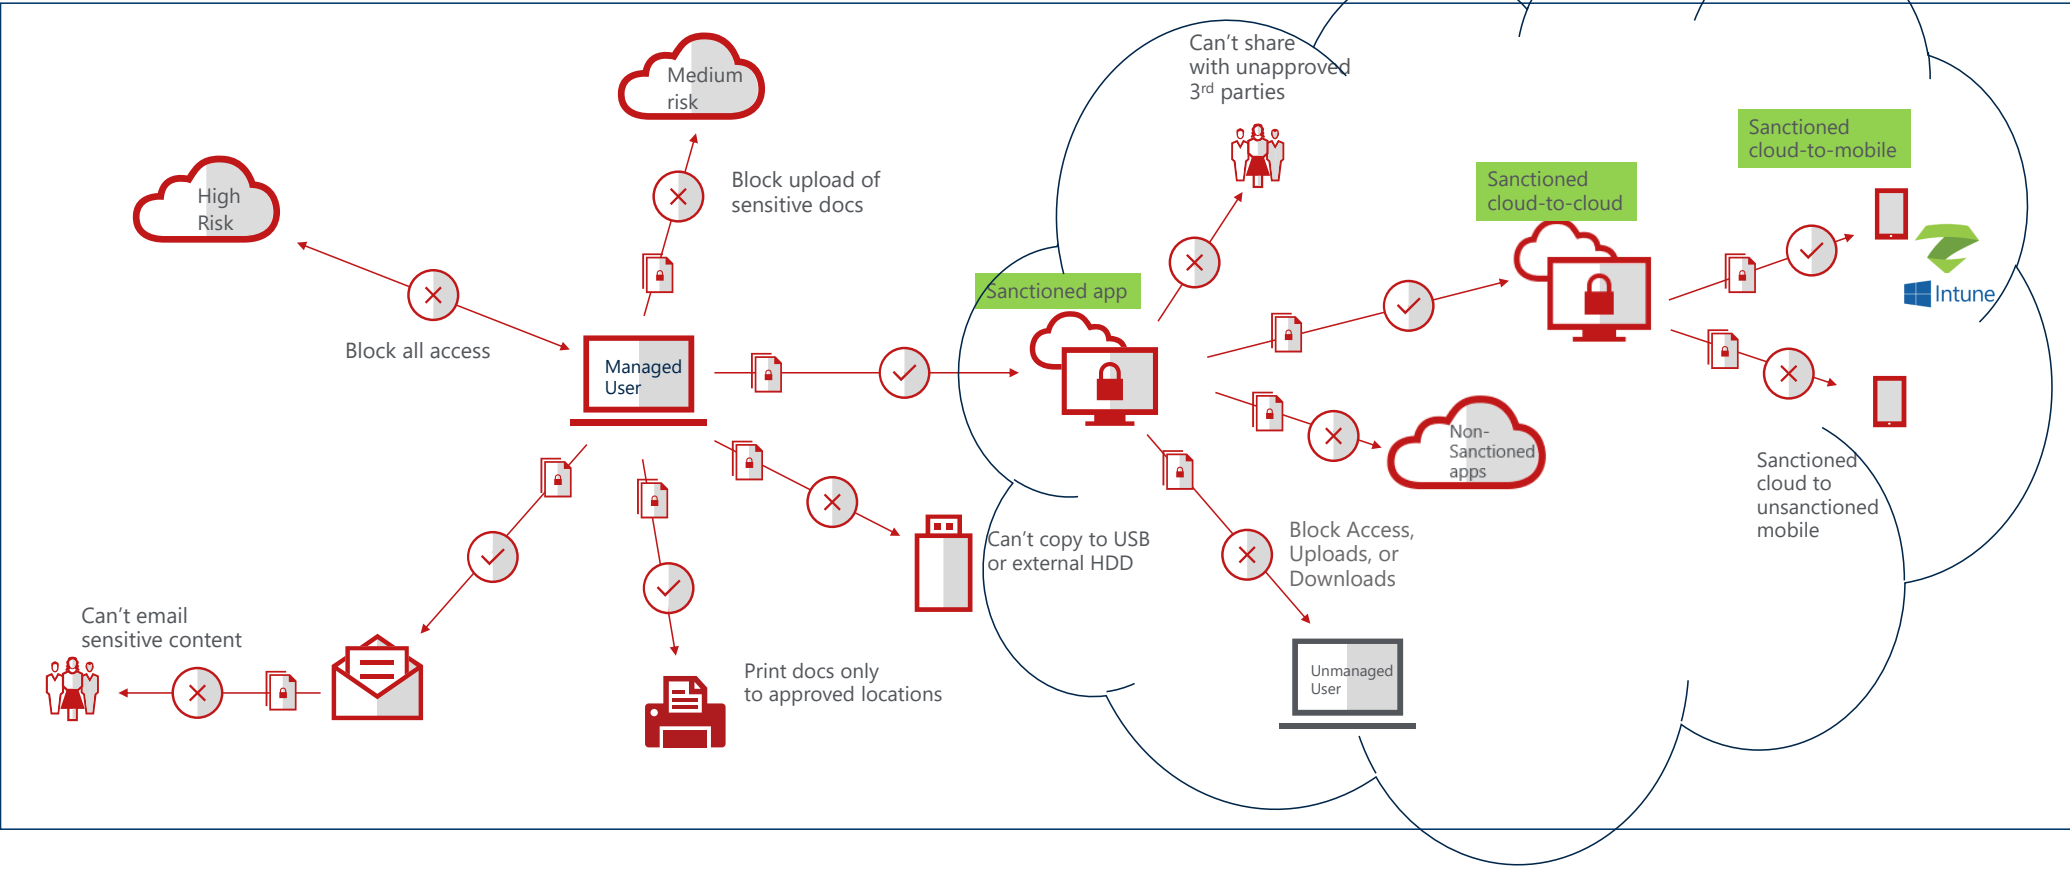 Medium
risk
High
Risk
Block upload of
sensitive docs
Block all access
Managed
User
Can't email
sensitive content
Print docs only
to approved locations
Can't copy to USB
or external HDD
Sanctioned app
Can't share
with unapproved
3rd parties
Sanctioned
cloud-to-cloud
Sanctioned
cloud-to-mobile
Intune
Non-
Sanctioned
apps
Sanctioned
cloud to
unsanctioned
mobile
Block Access,
Uploads, or
Downloads
Unmanaged
User